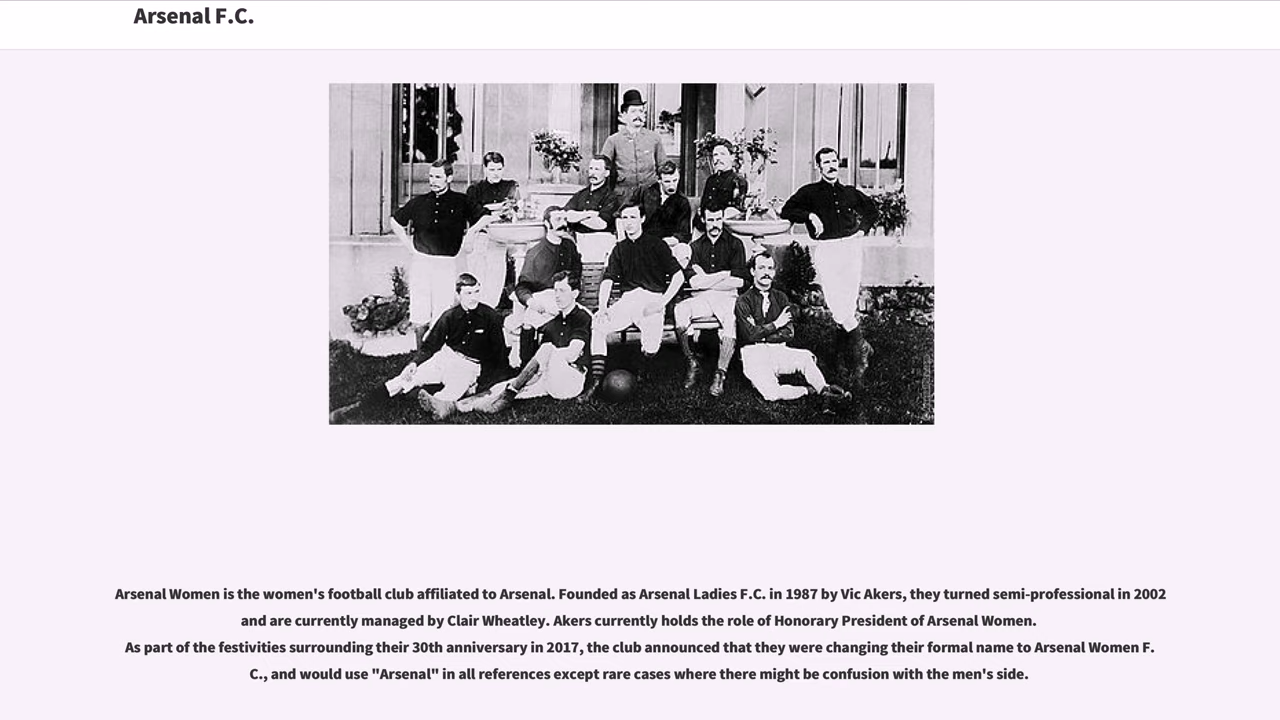 Arsenal F.C.
Arsenal Women is the women's football club affiliated to Arsenal. Founded as Arsenal Ladies F.C. in 1987 by Vic Akers, they turned semi-professional in 2002
and are currently managed by Clair Wheatley. Akers currently holds the role of Honorary President of Arsenal Women.
As part of the festivities surrounding their 30th anniversary in 2017, the club announced that they were changing their formal name to Arsenal Women F.
C., and would use "Arsenal" in all references except rare cases where there might be confusion with the men's side.